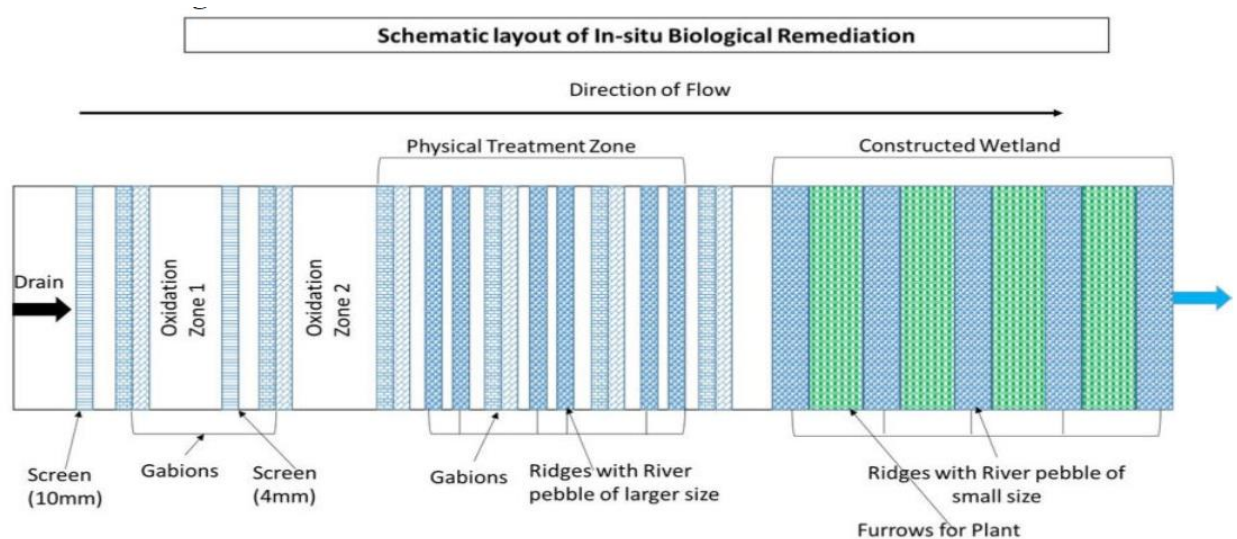 Schematic layout of In-situ Biological Remediation
Direction of Flow
Physical Treatment Zone
Constructed Wetland
Drain
Oxidation
Zone 1
Oxidation
Zone 2
Screen
(10mm)
Gabions
Screen
(4mm)
Gabions
Ridges with River
pebble of larger size
Ridges with River pebble of
small size
Furrows for Plant